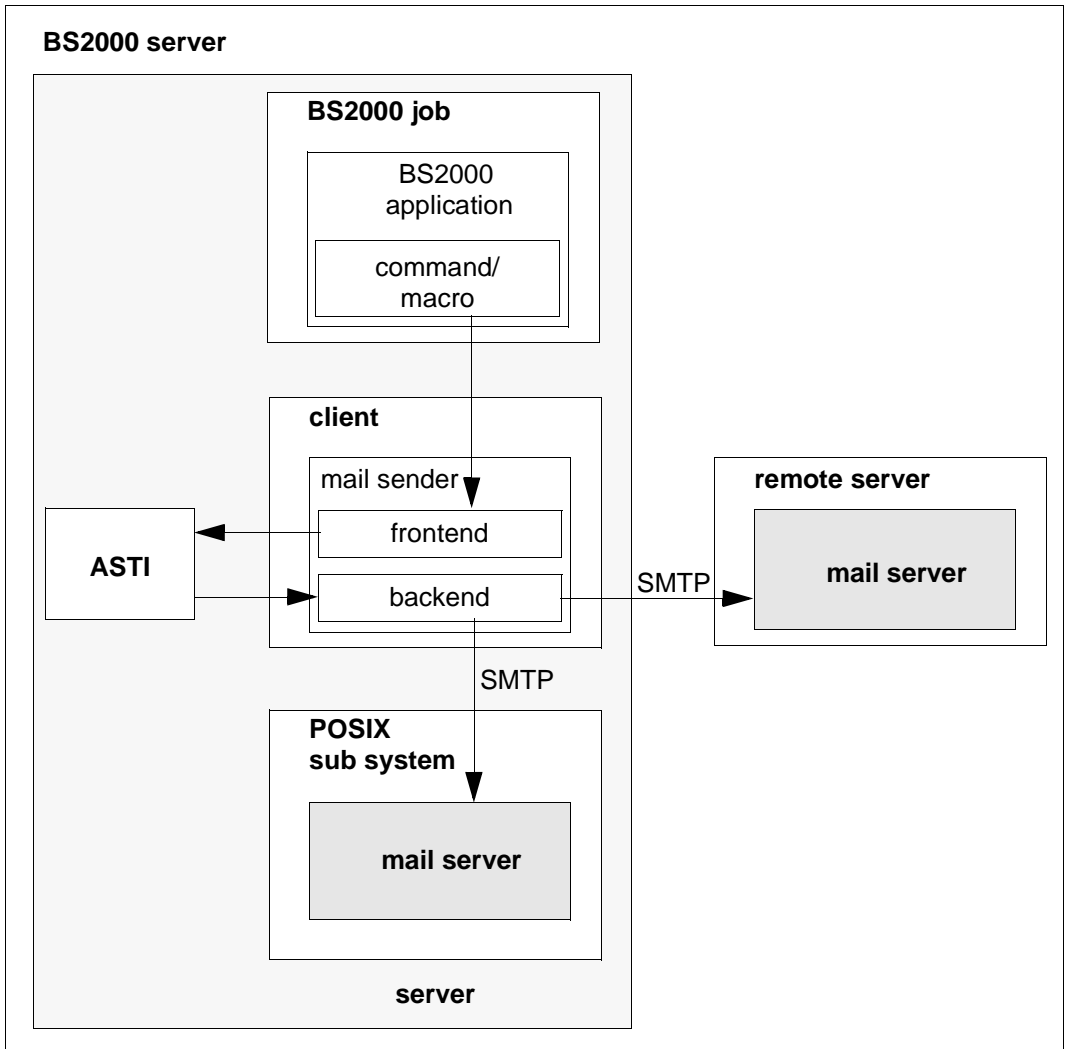 BS2000 server
BS2000 job
BS2000
application
command/
macro
client
mail sender
frontend
backend
ASTI
SMTP
remote server
mail server
SMTP
POSIX
sub system
mail server
server